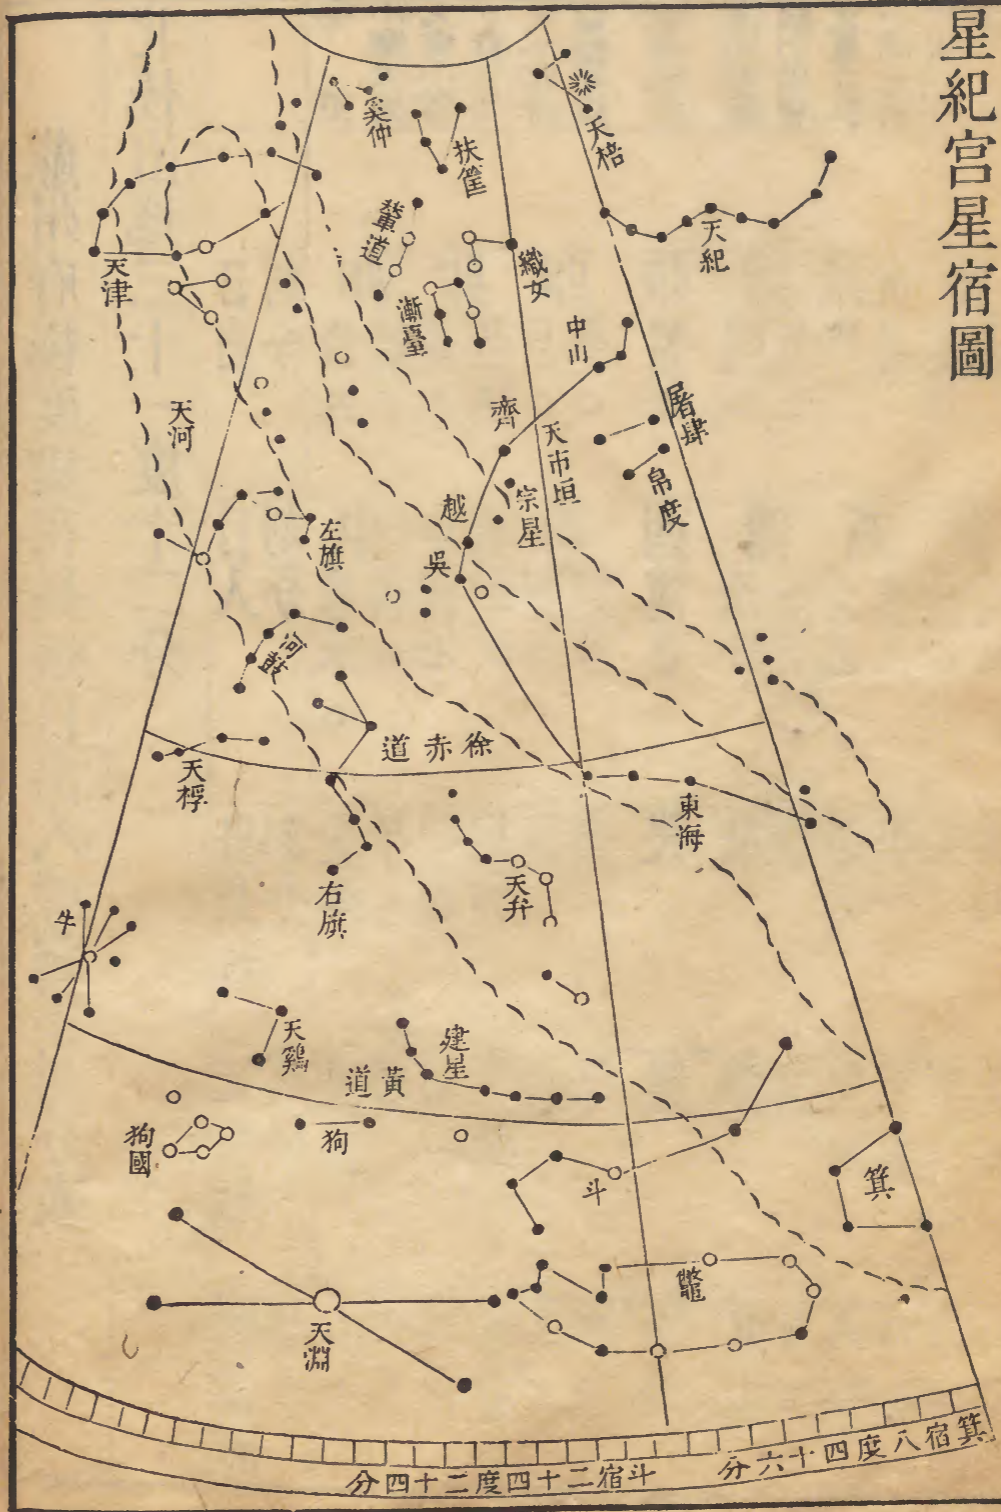 星紀宮星宿圖
天棓
奚仲
扶筐
天紀
輦道
織女
天津
漸臺
中山
屠肆
齊
天市垣
天河
帛度
宗星
越
左旗
吳
河鼓
徐
赤道
天桴
東海
右旗
天弁
牛
天鷄
建星
黃道
狗國
狗
斗
箕
鼈
天淵
箕宿八度四十六分
斗宿二十四度二十四分